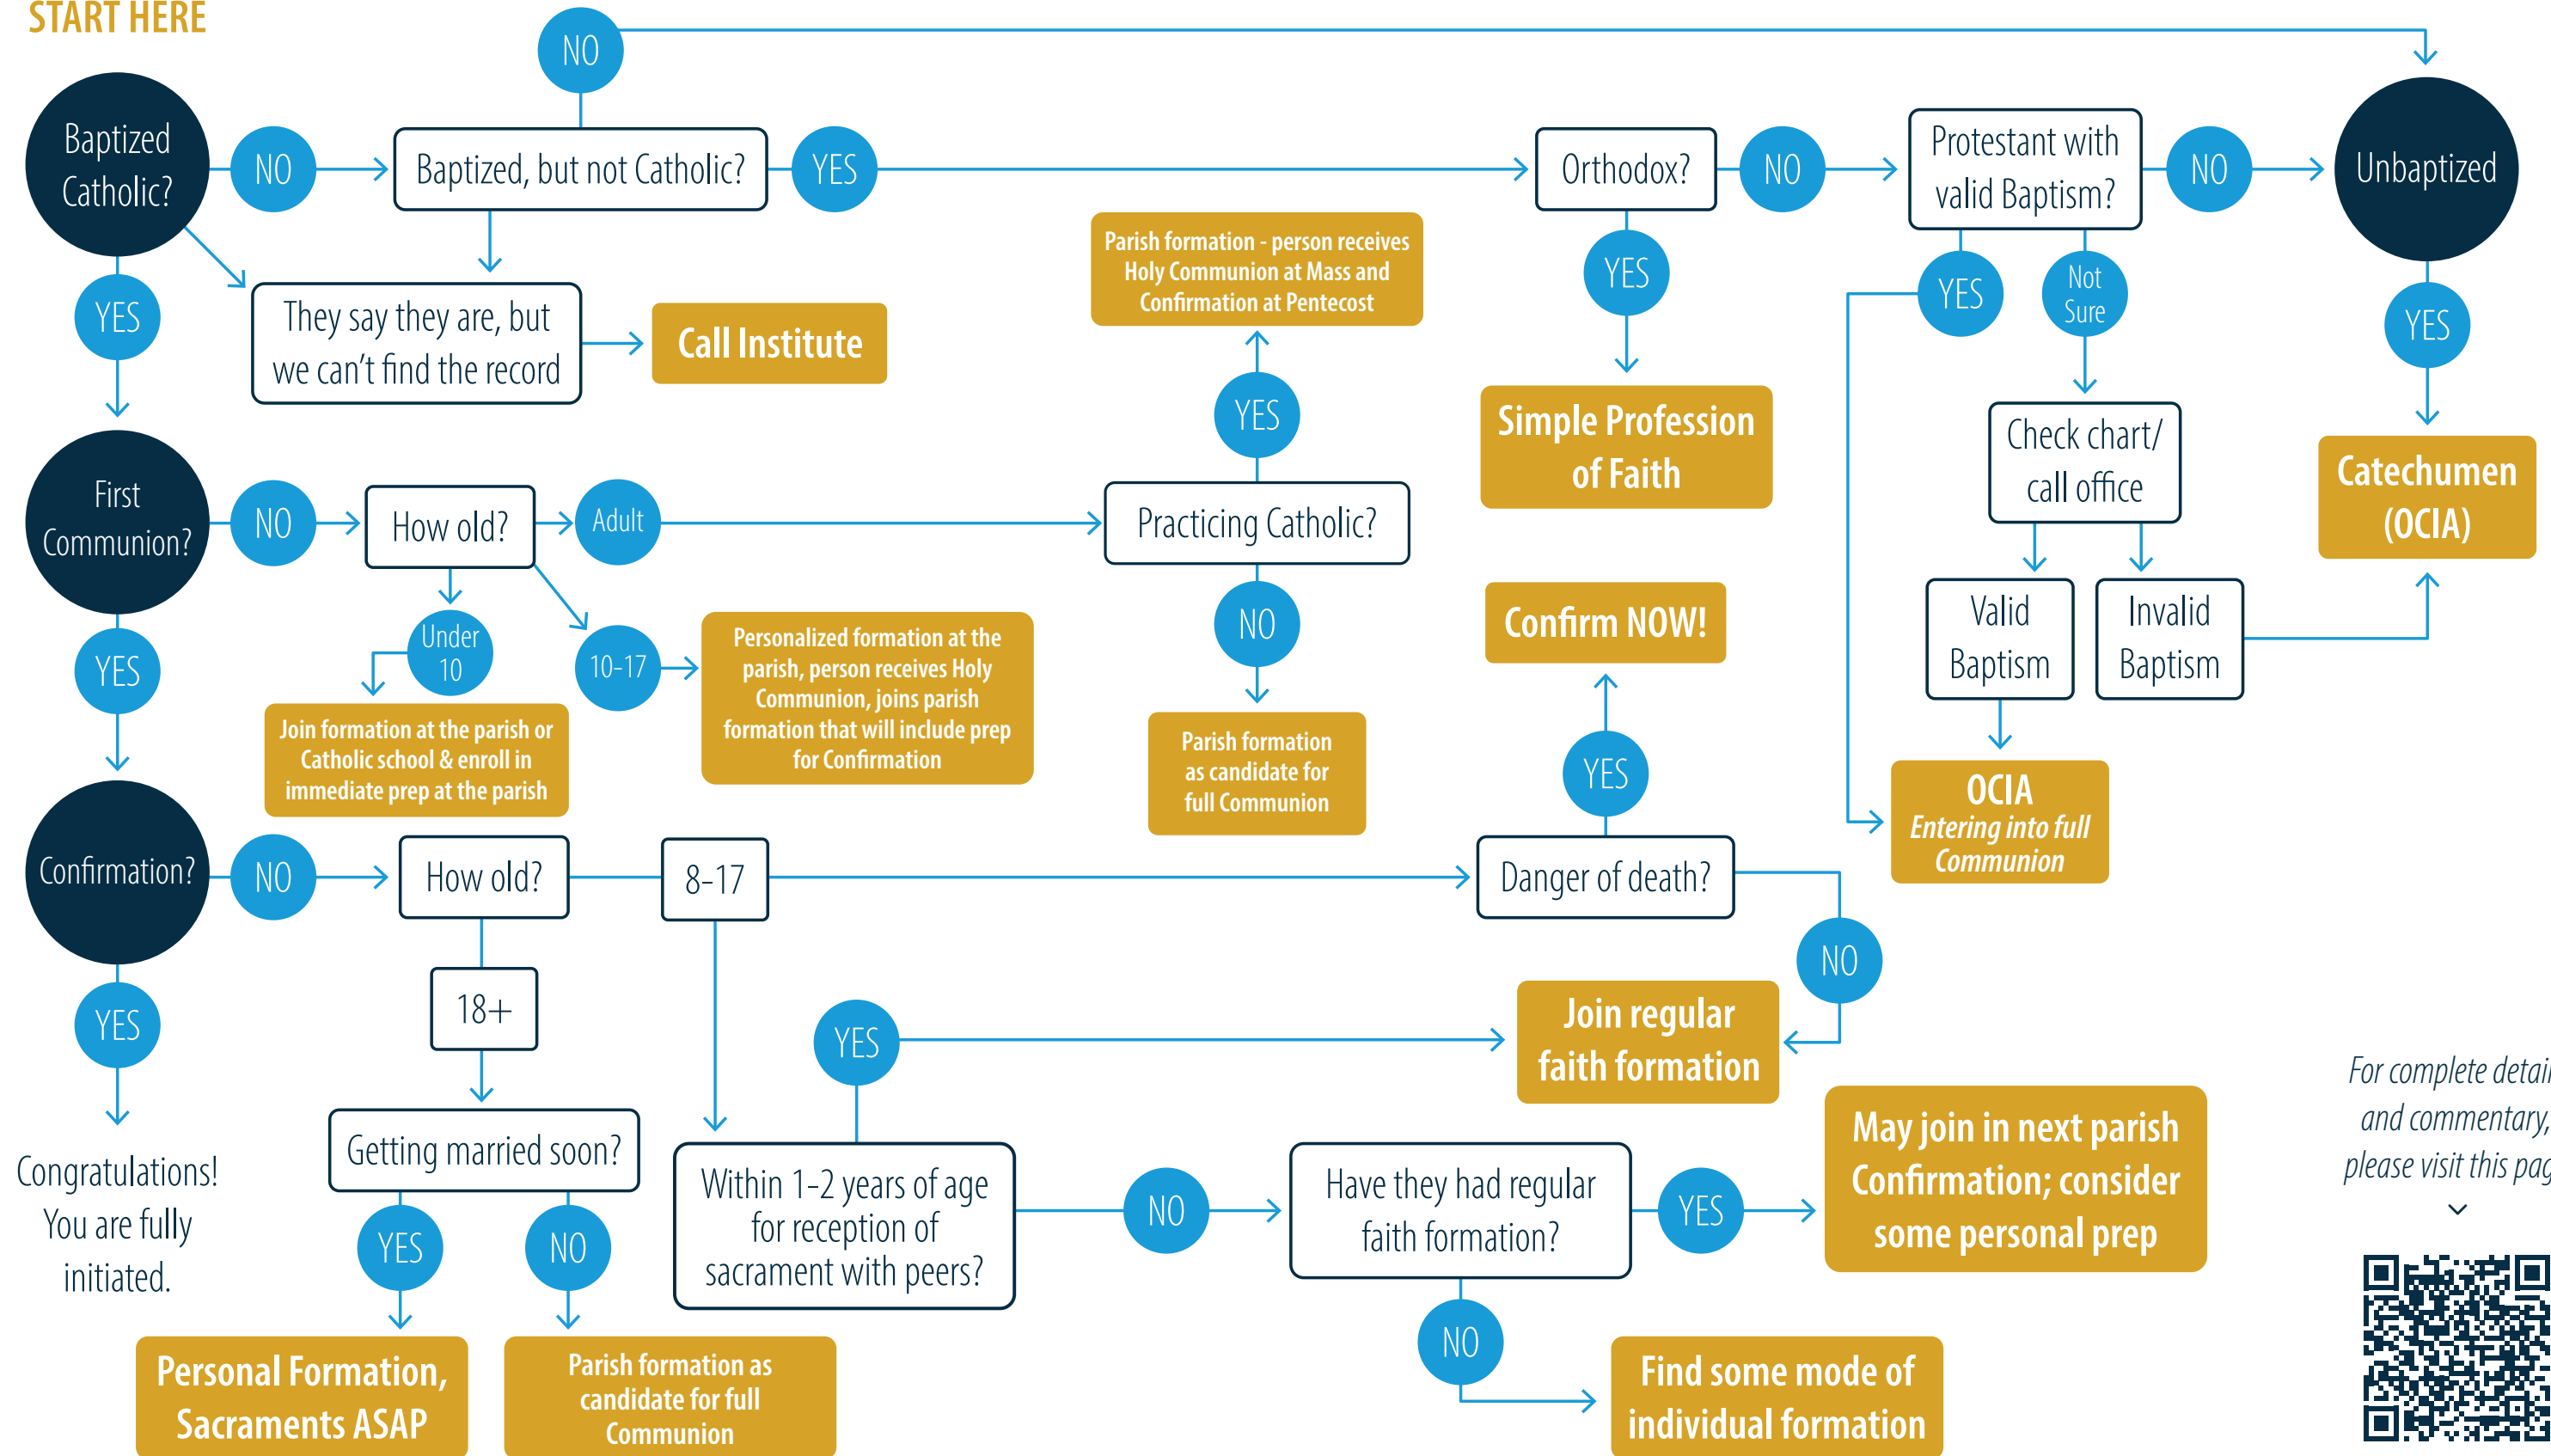 START HERE
NO
Baptized
Catholic?
NO
Baptized, but not Catholic?
YES
Orthodox?
NO
Protestant with
valid Baptism?
NO
Unbaptized
YES
They say they are, but
we can't find the record
Call Institute
Parish formation - person receives
Holy Communion at Mass and
Confirmation at Pentecost
YES
YES
Not
Sure
YES
YES
Simple Profession
of Faith
Check chart/
call office
Catechumen
(OCIA)
First
Communion?
NO
How old?
Adult
Practicing Catholic?
YES
Under
10
10-17
Personalized formation at the
parish, person receives Holy
Communion, joins parish
formation that will include prep
for Confirmation
NO
Confirm NOW!
Valid
Baptism
Invalid
Baptism
Join formation at the parish or
Catholic school & enroll in
immediate prep at the parish
Parish formation
as candidate for
full Communion
YES
OCIA
Entering into full
Communion
Confirmation?
NO
How old?
8-17
Danger of death?
NO
YES
18+
YES
Join regular
faith formation
Congratulations!
You are fully
initiated.
Getting married soon?
YES
NO
Within 1-2 years of age
for reception of
sacrament with peers?
NO
Have they had regular
faith formation?
YES
May join in next parish
Confirmation; consider
some personal prep
NO
Personal Formation,
Sacraments ASAP
Parish formation as
candidate for full
Communion
Find some mode of
individual formation
For complete detail
and commentary,
please visit this pag